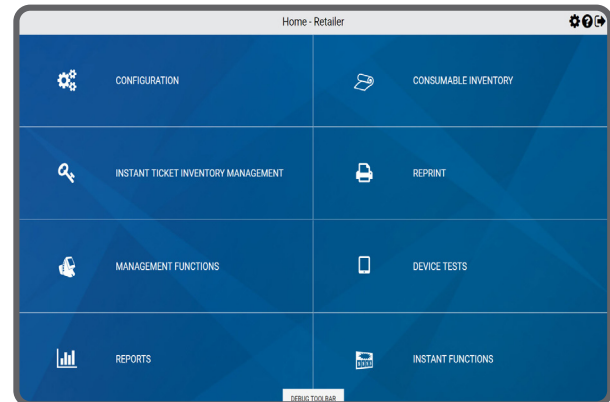 Home - Retailer
CONFIGURATION
CONSUMABLE INVENTORY
INSTANT TICKET INVENTORY MANAGEMENT
REPRINT
MANAGEMENT FUNCTIONS
DEVICE TESTS
REPORTS
INSTANT FUNCTIONS
DEBUG TOOLBAR